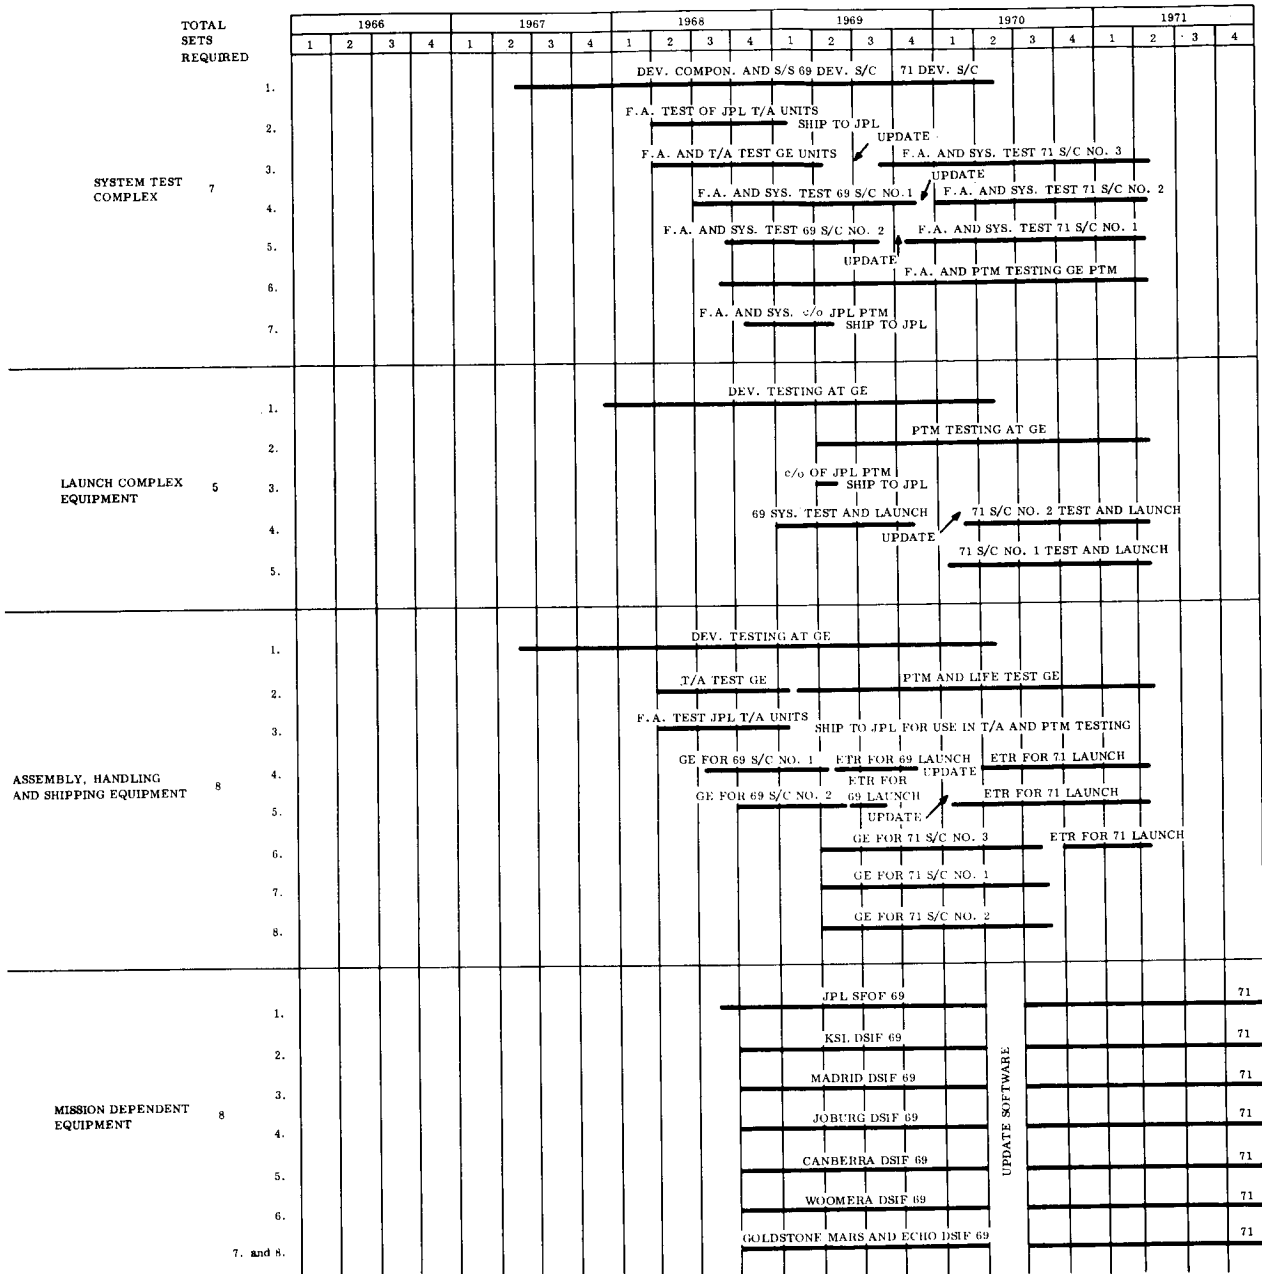 TOTAL
SETS
REQUIRED
1966 1967 1968 1969 1970 1971
1 2 3 4 1 2 3 4 1 2 3 4 1 2 3 4 1 2 3 4 1 2 3 4
SYSTEM TEST
COMPLEX
7
1. DEV. COMPON. AND S/S 69 DEV. S/C 71 DEV. S/C
2. F.A. TEST OF JPL T/A UNITS SHIP TO JPL
UPDATE
3. F.A. AND T/A TEST GE UNITS F.A. AND SYS. TEST 71 S/C NO. 3
UPDATE
4. F.A. AND SYS. TEST 69 S/C NO.1 F.A. AND SYS. TEST 71 S/C NO. 2
5. F.A. AND SYS. TEST 69 S/C NO. 2 F.A. AND SYS. TEST 71 S/C NO. 1
UPDATE
6. F.A. AND PTM TESTING GE PTM
7. F.A. AND SYS. c/o JPL PTM SHIP TO JPL
LAUNCH COMPLEX
EQUIPMENT
5
1. DEV. TESTING AT GE
2. PTM TESTING AT GE
3. c/o OF JPL PTM SHIP TO JPL
4. 69 SYS. TEST AND LAUNCH 71 S/C NO. 2 TEST AND LAUNCH
UPDATE
5. 71 S/C NO. 1 TEST AND LAUNCH
ASSEMBLY, HANDLING
AND SHIPPING EQUIPMENT
8
1. DEV. TESTING AT GE
2. T/A TEST GE PTM AND LIFE TEST GE
3. F.A. TEST JPL T/A UNITS SHIP TO JPL FOR USE IN T/A AND PTM TESTING
4. GE FOR 69 S/C NO. 1 ETR FOR 69 LAUNCH UPDATE ETR FOR 71 LAUNCH
5. GE FOR 69 S/C NO. 2 ETR FOR 69 LAUNCH ETR FOR 71 LAUNCH
UPDATE
6. GE FOR 71 S/C NO. 3 ETR FOR 71 LAUNCH
7. GE FOR 71 S/C NO. 1
8. GE FOR 71 S/C NO. 2
MISSION DEPENDENT
EQUIPMENT
8
1. JPL SFOF 69 71
2. KSL DSIF 69 71
3. MADRID DSIF 69 71
4. JOBURG DSIF 69 71
5. CANBERRA DSIF 69 71
6. WOOMERA DSIF 69 71
7. and 8. GOLDSTONE MARS AND ECHO DSIF 69 71
UPDATE SOFTWARE